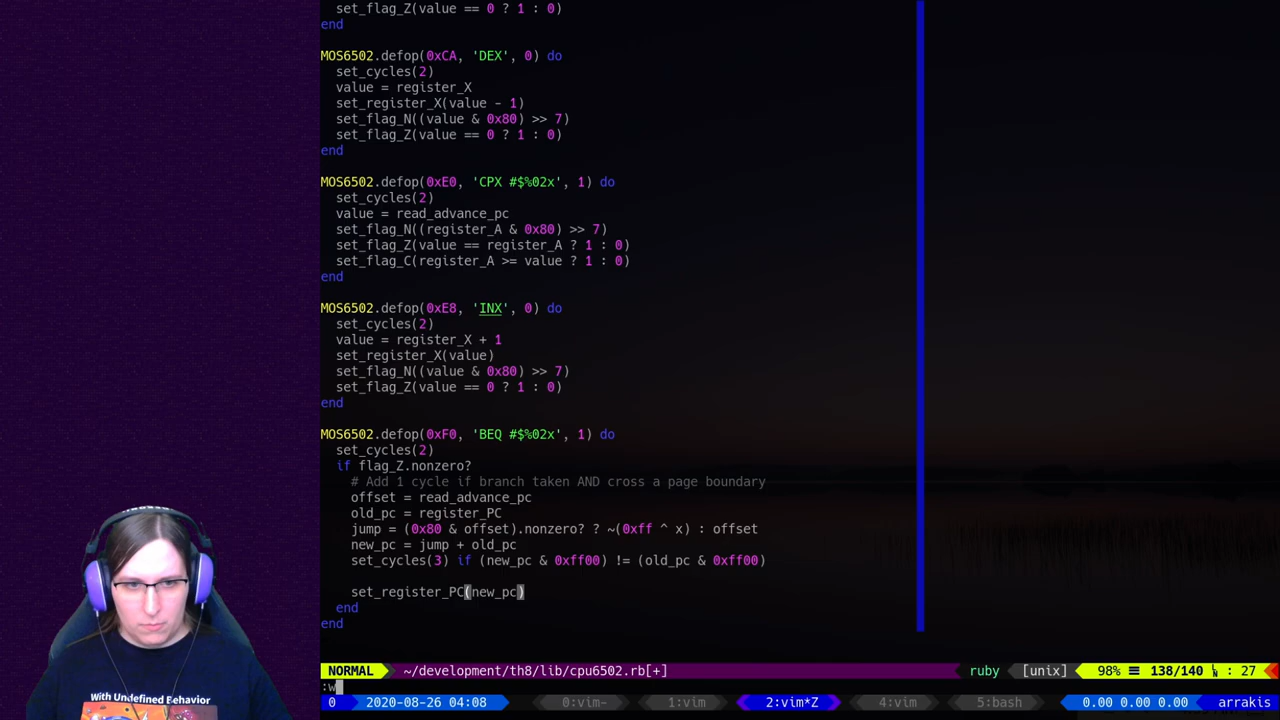 set_flag_Z(value == 0 ? 1 : 0)
end
MOS6502.defop(0xCA, 'DEX', 0) do
set_cycles(2)
value = register_X
set_register_X(value - 1)
set_flag_N((value & 0x80) >> 7)
set_flag_Z(value == 0 ? 1 : 0)
end
MOS6502.defop(0xE0, 'CPX #$%02x', 1) do
set_cycles(2)
value = read_advance_pc
set_flag_N((register_A & 0x80) >> 7)
set_flag_Z(value == register_A ? 1 : 0)
set_flag_C(register_A >= value ? 1 : 0)
end
MOS6502.defop(0xE8, 'INX', 0) do
set_cycles(2)
value = register_X + 1
set_register_X(value)
set_flag_N((value & 0x80) >> 7)
set_flag_Z(value == 0 ? 1 : 0)
end
MOS6502.defop(0xF0, 'BEQ #$%02x', 1) do
set_cycles(2)
if flag_Z.nonzero?
# Add 1 cycle if branch taken AND cross a page boundary
offset = read_advance_pc
old_pc = register_PC
jump = (0x80 & offset).nonzero? ? ~(0xff ^ x) : offset
new_pc = jump + old_pc
set_cycles(3) if (new_pc & 0xff00) != (old_pc & 0xff00)
set_register_PC(new_pc)
end
end
NORMAL ~/development/th8/lib/cpu6502.rb[+] ruby [unix] 98% 138/140 : 27
:w
0 2020-08-26 04:08 0:vim- 1:vim 2:vim*Z 4:vim 5:bash 0.00 0.00 0.00 arrakis
With Undefined Behavior